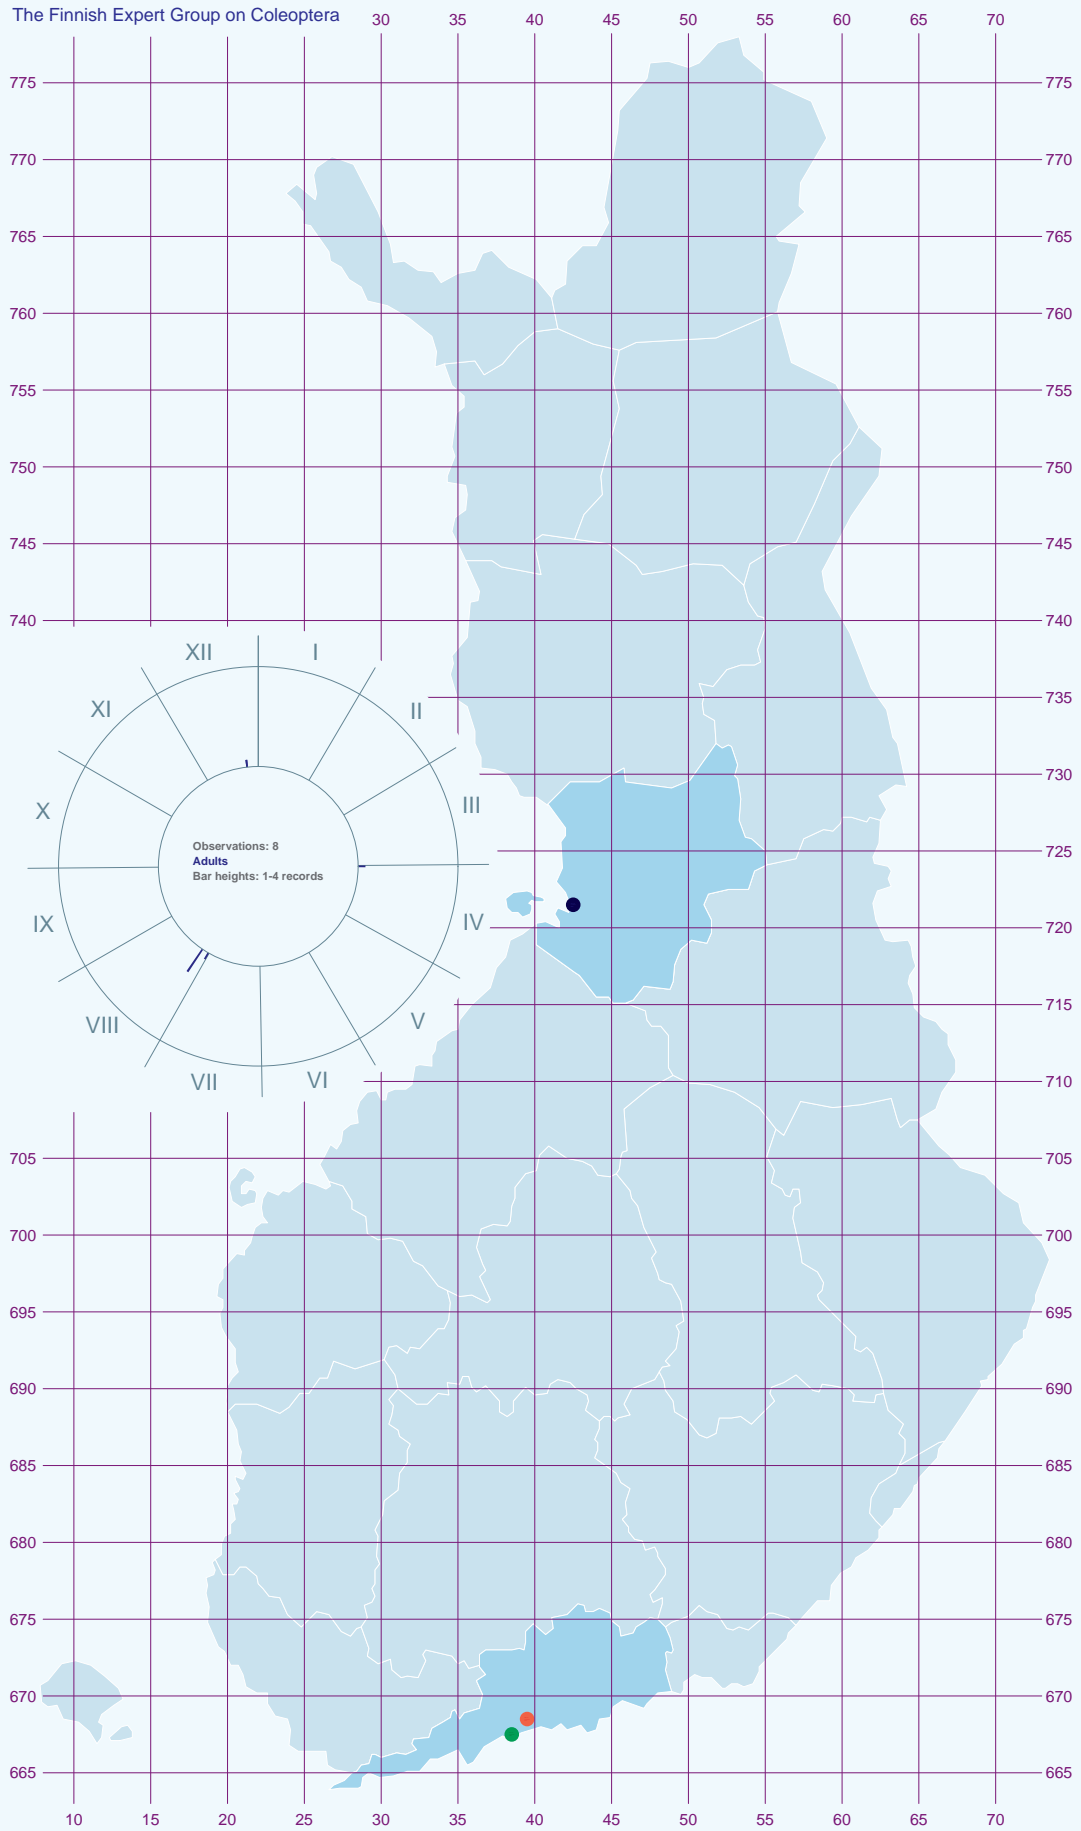 The Finnish Expert Group on Coleoptera
30 35 40 45 50 55 60 65 70
775 775
770 770
765 765
760 760
755 755
750 750
745 745
740 740
XII I
XI II
735
730
X III
725
Observations: 8
Adults
Bar heights: 1-4 records
IX IV
720
VIII V
715
VII VI
710
705 705
700 700
695 695
690 690
685 685
680 680
675 675
670 670
665 665
10 15 20 25 30 35 40 45 50 55 60 65 70